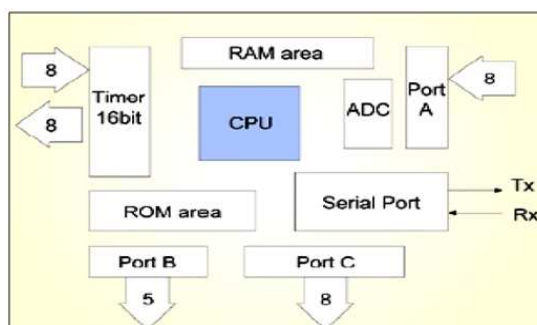 RAM area
8
Timer
16bit
8
CPU
ADC
Port
A
8
ROM area
Serial Port
Tx
Rx
Port B
Port C
5
8